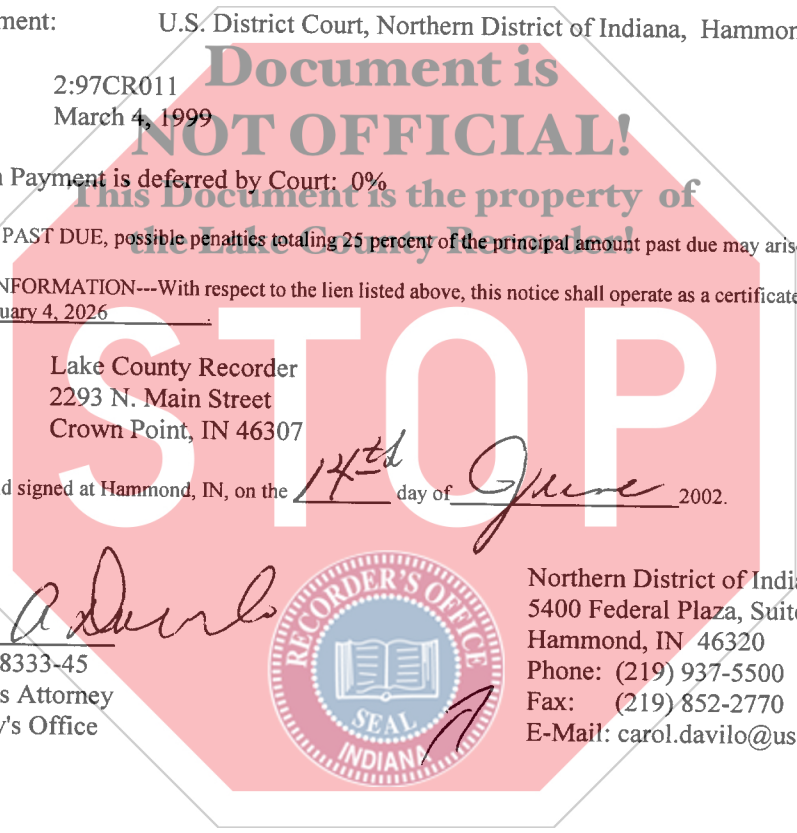 ment: U.S. District Court, Northern District of Indiana, Hammon
Document is
2:97CR011
March 4, 1999
NOT OFFICIAL!
Payment is deferred by Court: 0%
This Document is the property of
PAST DUE, possible penalties totaling 25 percent of the principal amount past due may aris
the Lake County Recorder!
NFORMATION---With respect to the lien listed above, this notice shall operate as a certificate
uary 4, 2026
STOP
Lake County Recorder
2293 N. Main Street
Crown Point, IN 46307
d signed at Hammond, IN, on the 14th day of June 2002.
RECORDER'S OFFICE
SEAL
INDIANA
8333-45
s Attorney
y's Office
Northern District of India
5400 Federal Plaza, Suite
Hammond, IN 46320
Phone: (219) 937-5500
Fax: (219) 852-2770
E-Mail: carol.davilo@us